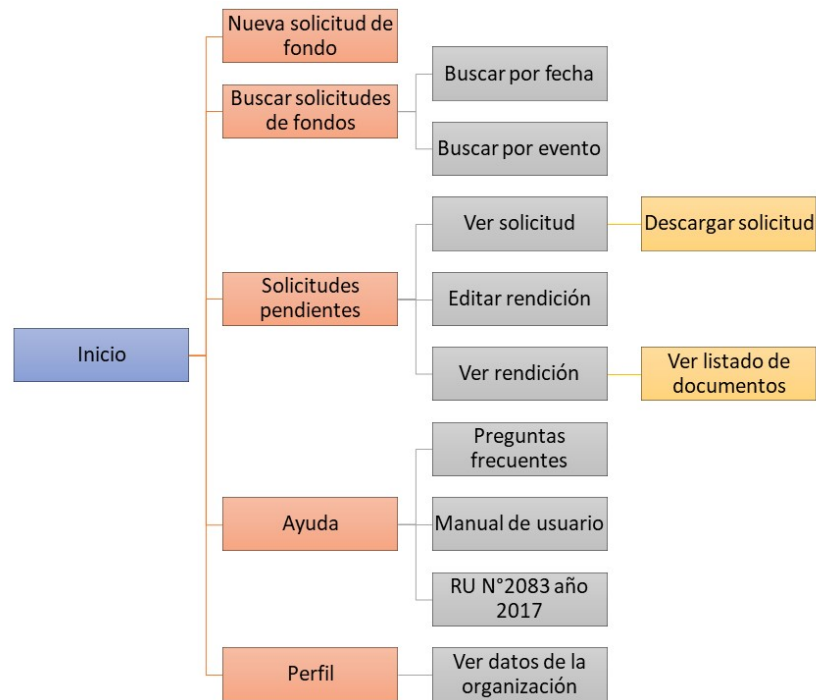 Nueva solicitud de
fondo
Buscar solicitudes
de fondos
Buscar por fecha
Buscar por evento
Ver solicitud
Descargar solicitud
Solicitudes
pendientes
Editar rendición
Inicio
Ver rendición
Ver listado de
documentos
Preguntas
frecuentes
Ayuda
Manual de usuario
RU N°2083 año
2017
Perfil
Ver datos de la
organización